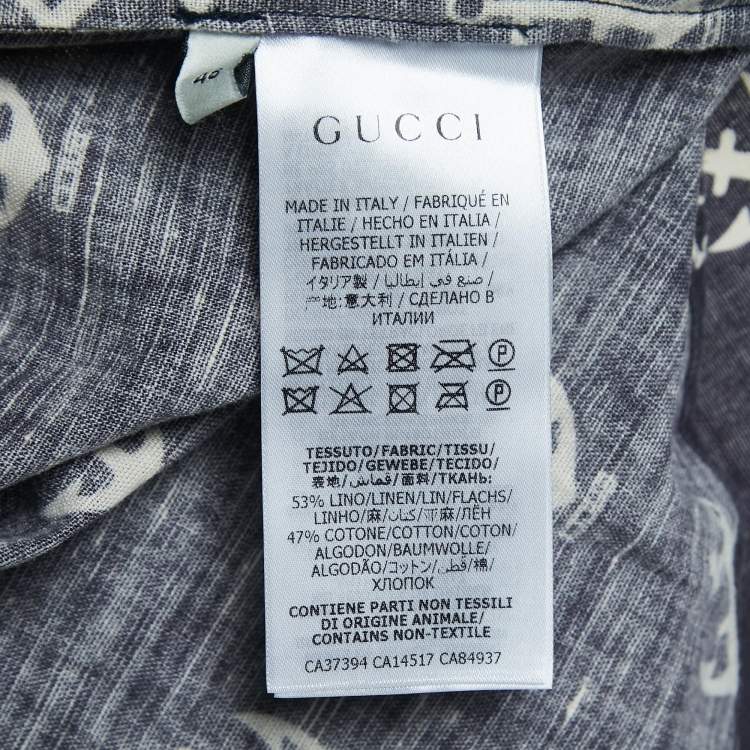 46
GUCCI
MADE IN ITALY / FABRIQUÉ EN
ITALIE / HECHO EN ITALIA /
HERGESTELLT IN ITALIEN /
FABRICADO EM ITÁLIA /
イタリア製 / صنع في إيطاليا /
产地:意大利 / СДЕЛАНО В
ИТАЛИИ
P
P
TESSUTO/FABRIC/TISSU/
TEJIDO/GEWEBE/TECIDO/
表地/قماش/面料/ТКАНЬ:
53% LINO/LINEN/LIN/FLACHS/
LINHO/麻/كتان/亚麻/ЛЁН
47% COTONE/COTTON/COTON/
ALGODON/BAUMWOLLE/
ALGODÃO/コットン/قطن/棉/
ХЛОПОК
CONTIENE PARTI NON TESSILI
DI ORIGINE ANIMALE/
CONTAINS NON-TEXTILE
CA37394 CA14517 CA84937